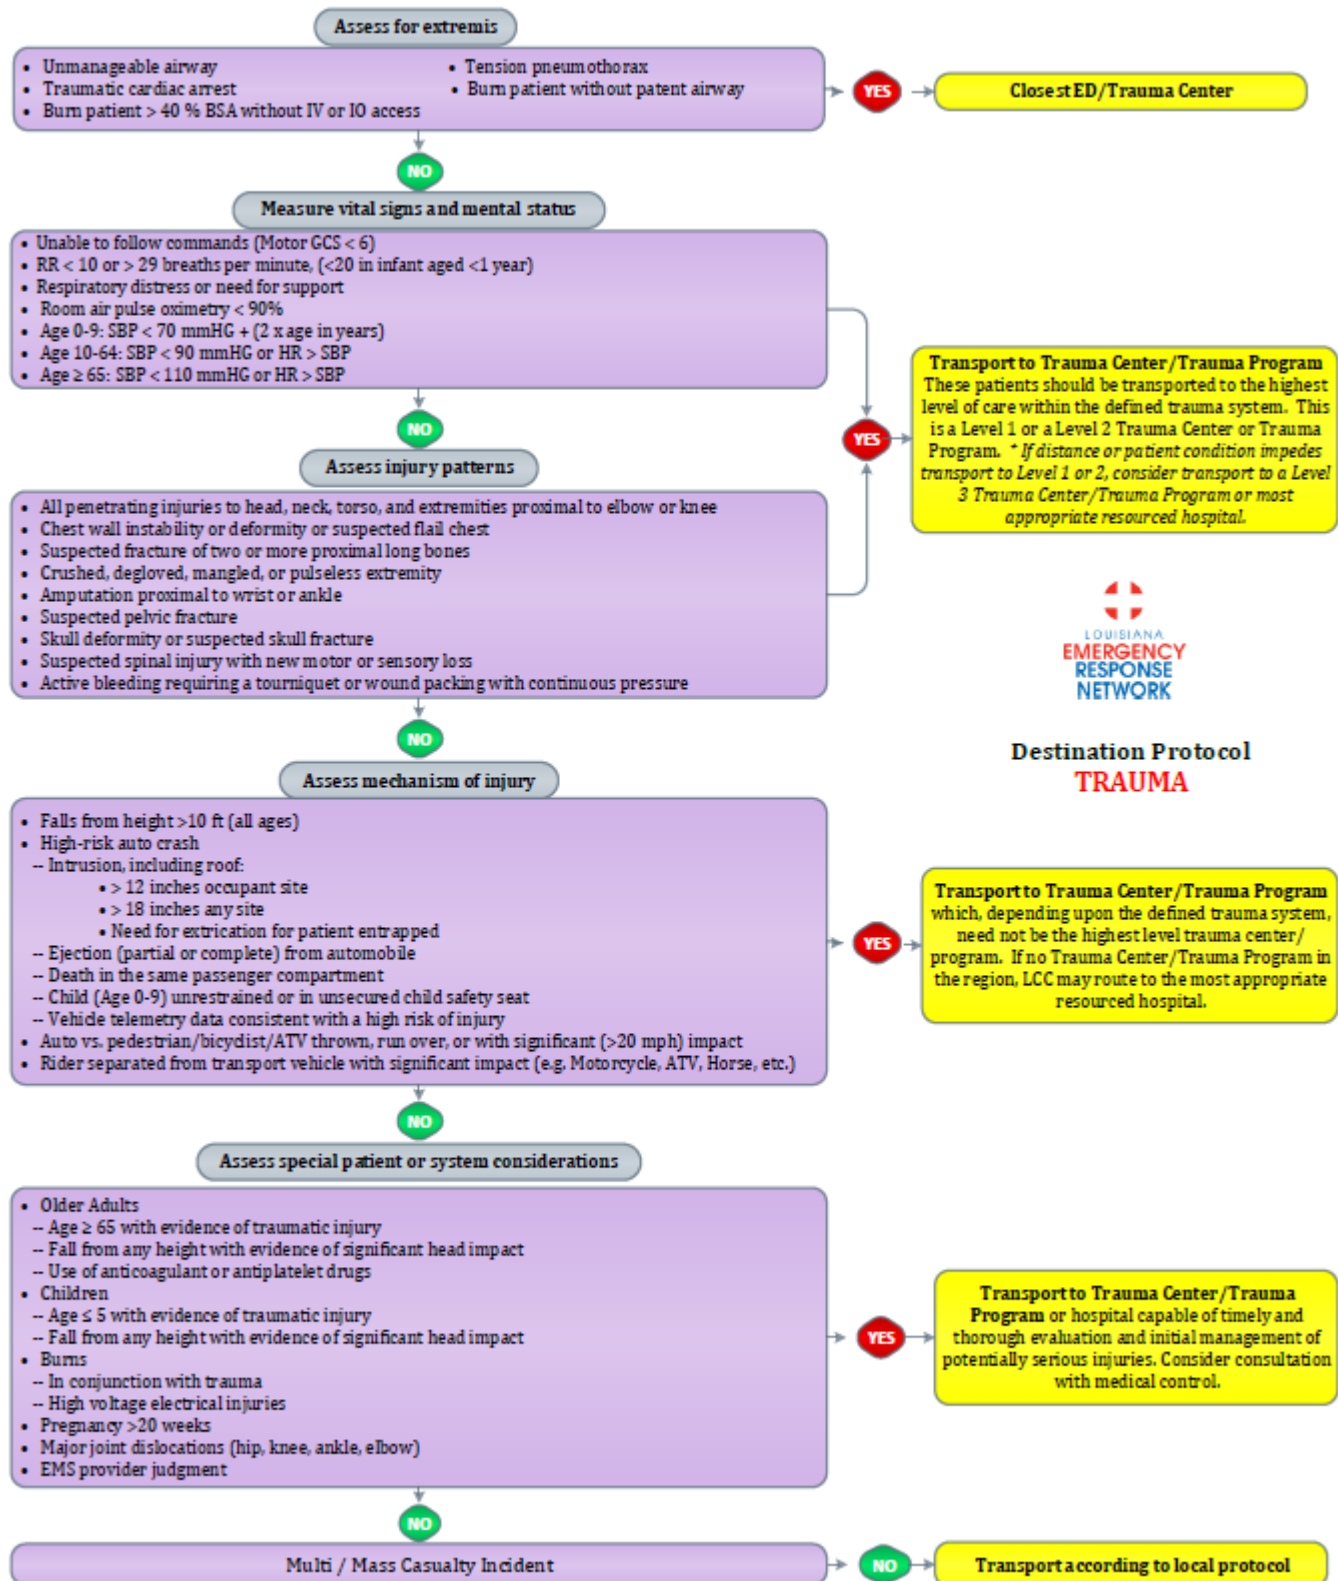 Assess for extremis
• Unmanageable airway
• Traumatic cardiac arrest
• Burn patient > 40 % BSA without IV or IO access
• Tension pneumothorax
• Burn patient without patent airway
YES
Closest ED/Trauma Center
NO
Measure vital signs and mental status
• Unable to follow commands (Motor GCS < 6)
• RR < 10 or > 29 breaths per minute, (<20 in infant aged <1 year)
• Respiratory distress or need for support
• Room air pulse oximetry < 90%
• Age 0-9: SBP < 70 mmHG + (2 x age in years)
• Age 10-64: SBP < 90 mmHG or HR > SBP
• Age ≥ 65: SBP < 110 mmHG or HR > SBP
NO
Assess injury patterns
• All penetrating injuries to head, neck, torso, and extremities proximal to elbow or knee
• Chest wall instability or deformity or suspected flail chest
• Suspected fracture of two or more proximal long bones
• Crushed, degloved, mangled, or pulseless extremity
• Amputation proximal to wrist or ankle
• Suspected pelvic fracture
• Skull deformity or suspected skull fracture
• Suspected spinal injury with new motor or sensory loss
• Active bleeding requiring a tourniquet or wound packing with continuous pressure
YES
Transport to Trauma Center/Trauma Program
These patients should be transported to the highest
level of care within the defined trauma system. This
is a Level 1 or a Level 2 Trauma Center or Trauma
Program. * If distance or patient condition impedes
transport to Level 1 or 2, consider transport to a Level
3 Trauma Center/Trauma Program or most
appropriate resourced hospital.
LOUISIANA
EMERGENCY
RESPONSE
NETWORK
Destination Protocol
TRAUMA
NO
Assess mechanism of injury
• Falls from height >10 ft (all ages)
• High-risk auto crash
-- Intrusion, including roof:
• > 12 inches occupant site
• > 18 inches any site
• Need for extrication for patient entrapped
-- Ejection (partial or complete) from automobile
-- Death in the same passenger compartment
-- Child (Age 0-9) unrestrained or in unsecured child safety seat
-- Vehicle telemetry data consistent with a high risk of injury
• Auto vs. pedestrian/bicyclist/ATV thrown, run over, or with significant (>20 mph) impact
• Rider separated from transport vehicle with significant impact (e.g. Motorcycle, ATV, Horse, etc.)
YES
Transport to Trauma Center/Trauma Program
which, depending upon the defined trauma system,
need not be the highest level trauma center/
program. If no Trauma Center/Trauma Program in
the region, LCC may route to the most appropriate
resourced hospital.
NO
Assess special patient or system considerations
• Older Adults
-- Age ≥ 65 with evidence of traumatic injury
-- Fall from any height with evidence of significant head impact
-- Use of anticoagulant or antiplatelet drugs
• Children
-- Age ≤ 5 with evidence of traumatic injury
-- Fall from any height with evidence of significant head impact
• Burns
-- In conjunction with trauma
-- High voltage electrical injuries
• Pregnancy >20 weeks
• Major joint dislocations (hip, knee, ankle, elbow)
• EMS provider judgment
YES
Transport to Trauma Center/Trauma
Program or hospital capable of timely and
thorough evaluation and initial management of
potentially serious injuries. Consider consultation
with medical control.
NO
Multi / Mass Casualty Incident
NO
Transport according to local protocol